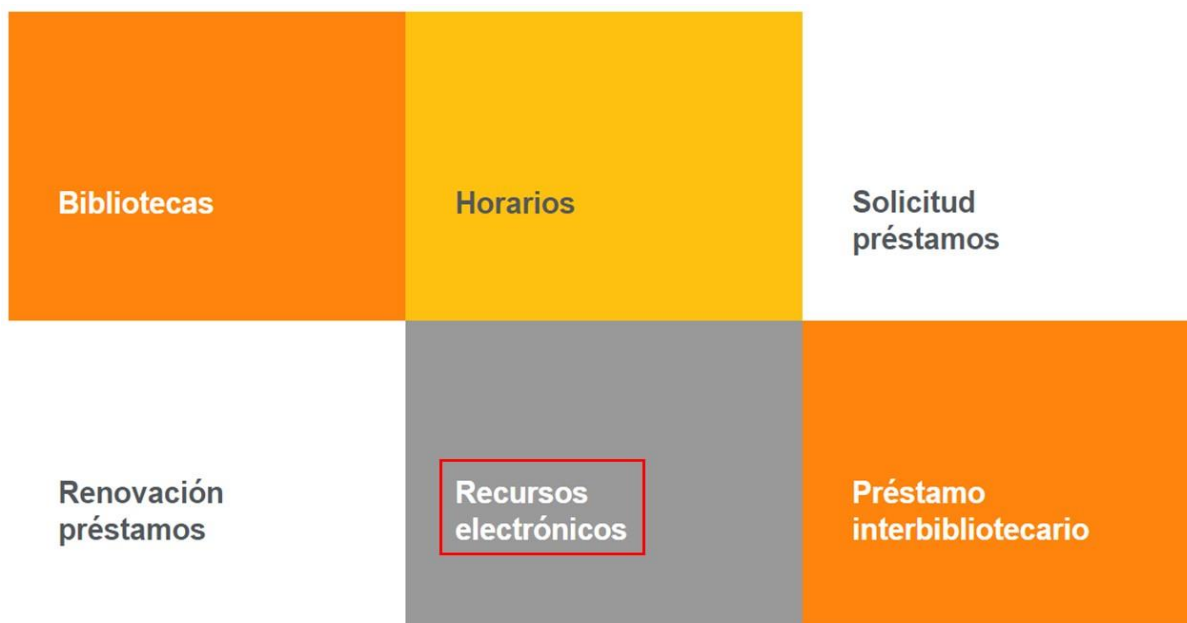 Bibliotecas
Horarios
Solicitud
préstamos
Renovación
préstamos
Recursos
electrónicos
Préstamo
interbibliotecario